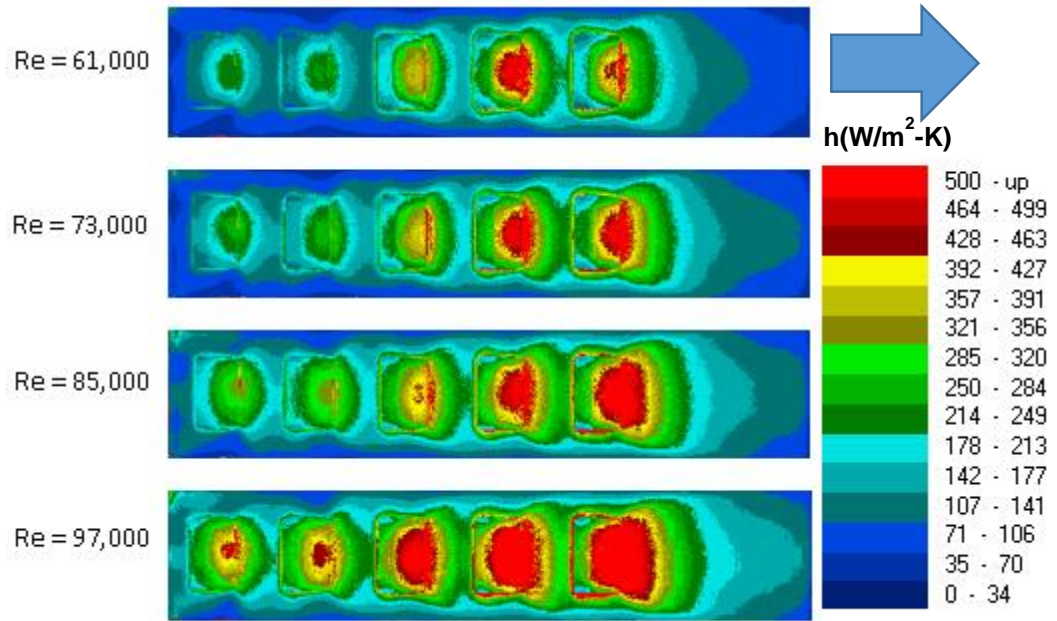 Re = 61,000
h(W/m²-K)
Re = 73,000
Re = 85,000
Re = 97,000
500 - up
464 - 499
428 - 463
392 - 427
357 - 391
321 - 356
285 - 320
250 - 284
214 - 249
178 - 213
142 - 177
107 - 141
71 - 106
35 - 70
0 - 34